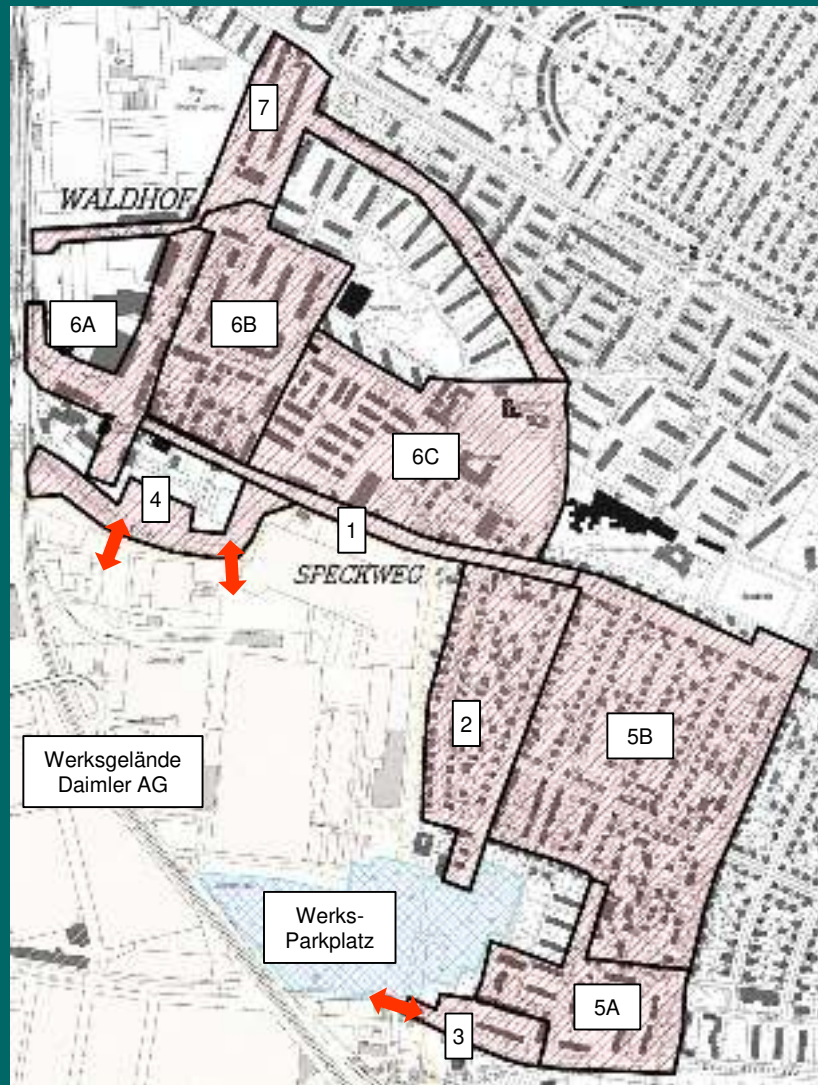 7
WALDHOF
6A
6B
6C
4
1
SPECKWEG
2
5B
Werksgelände
Daimler AG
Werks-
Parkplatz
5A
3